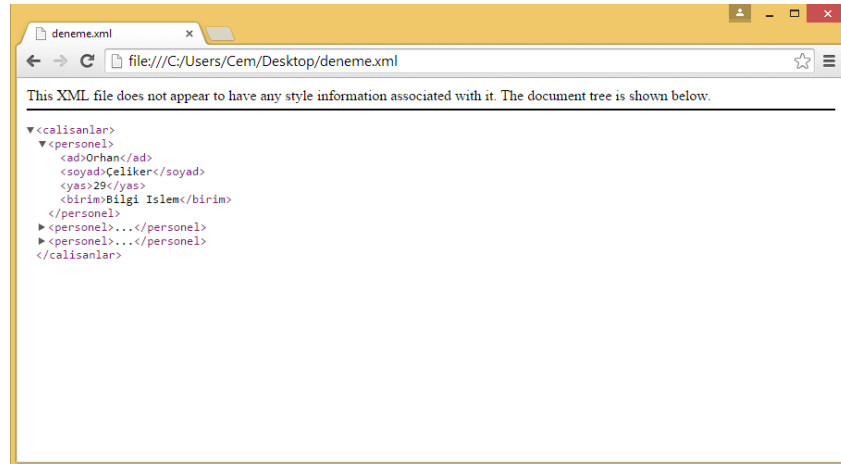 deneme.xml
file:///C:/Users/Cem/Desktop/deneme.xml
This XML file does not appear to have any style information associated with it. The document tree is shown below.
<calisanlar>
<personel>
<ad>Orhan</ad>
<soyad>Çeliker</soyad>
<yas>29</yas>
<birim>Bilgi Islem</birim>
</personel>
<personel>...</personel>
<personel>...</personel>
</calisanlar>